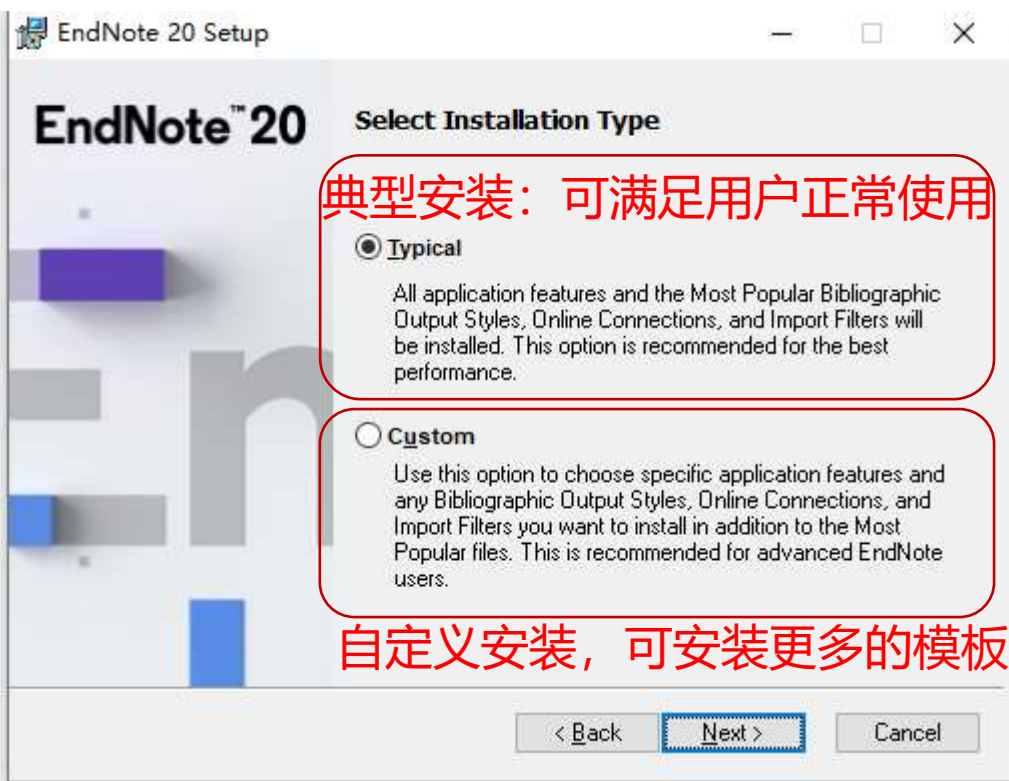 EndNote 20 Setup
EndNote™20
Select Installation Type
典型安装：可满足用户正常使用
Typical
All application features and the Most Popular Bibliographic
Output Styles, Online Connections, and Import Filters will
be installed. This option is recommended for the best
performance.
Custom
Use this option to choose specific application features and
any Bibliographic Output Styles, Online Connections, and
Import Filters you want to install in addition to the Most
Popular files. This is recommended for advanced EndNote
users.
自定义安装，可安装更多的模板
En
< Back
Next >
Cancel